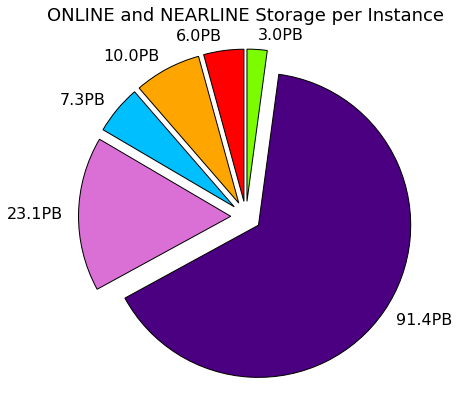 ONLINE and NEARLINE Storage per Instance
6.0PB
3.0PB
10.0PB
7.3PB
23.1PB
91.4PB